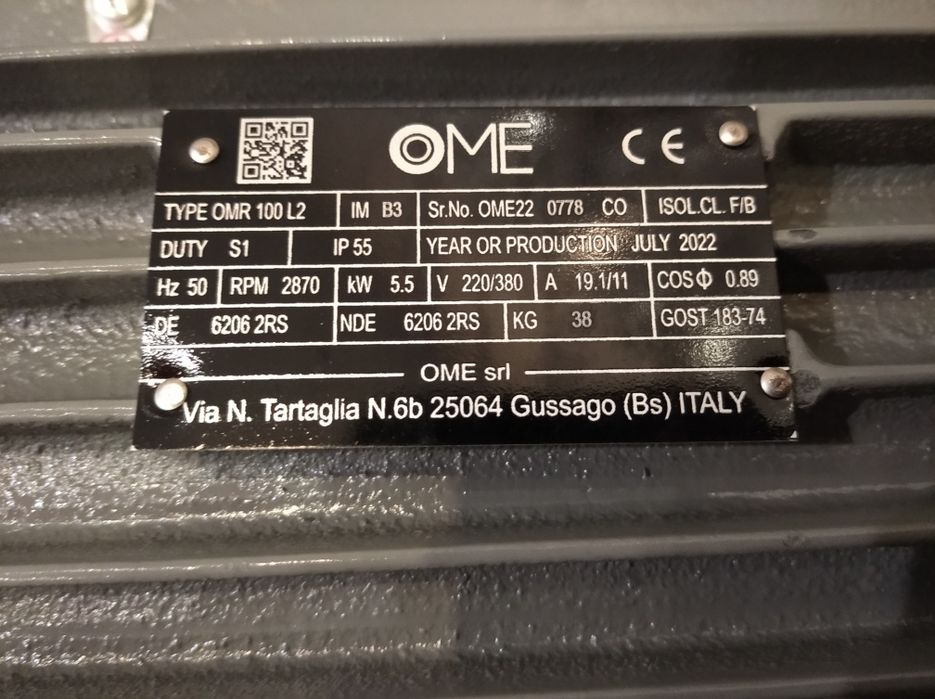 OME CE
TYPE OMR 100 L2 IM B3 Sr.No. OME22 0778 CO ISOL.CL. F/B
DUTY S1 IP 55 YEAR OR PRODUCTION JULY 2022
Hz 50 RPM 2870 kW 5.5 V 220/380 A 19.1/11 COSΦ 0.89
DE 6206 2RS NDE 6206 2RS KG 38 GOST 183-74
OME srl
Via N. Tartaglia N.6b 25064 Gussago (Bs) ITALY